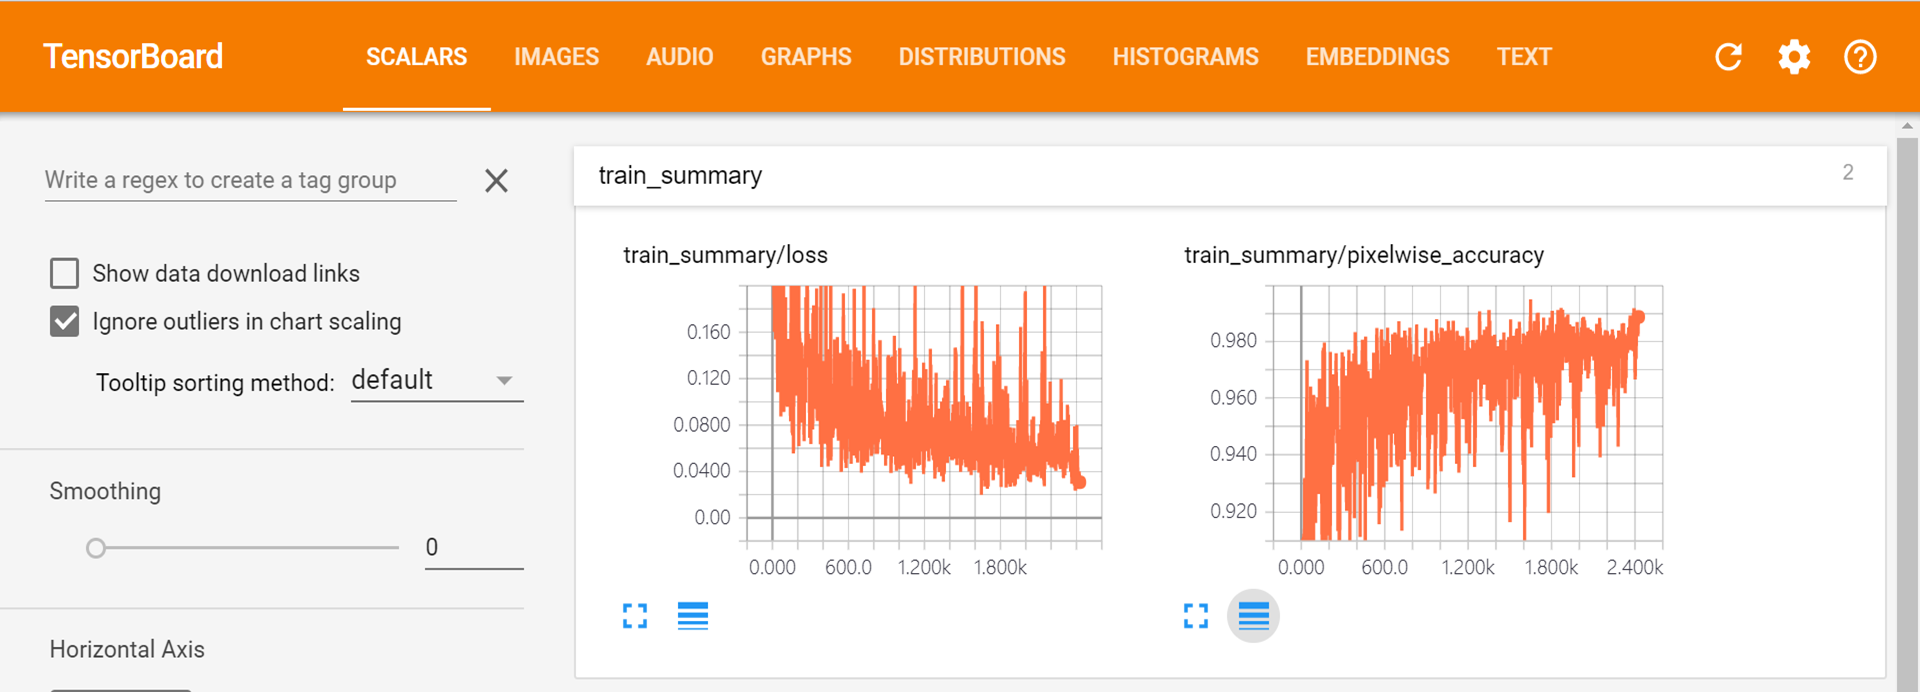 TensorBoard SCALARS IMAGES AUDIO GRAPHS DISTRIBUTIONS HISTOGRAMS EMBEDDINGS TEXT
Write a regex to create a tag group
Show data download links
Ignore outliers in chart scaling
Tooltip sorting method: default
Smoothing
0
Horizontal Axis
train_summary 2
train_summary/loss
0.160
0.120
0.0800
0.0400
0.00
0.000 600.0 1.200k 1.800k
train_summary/pixelwise_accuracy
0.980
0.960
0.940
0.920
0.000 600.0 1.200k 1.800k 2.400k